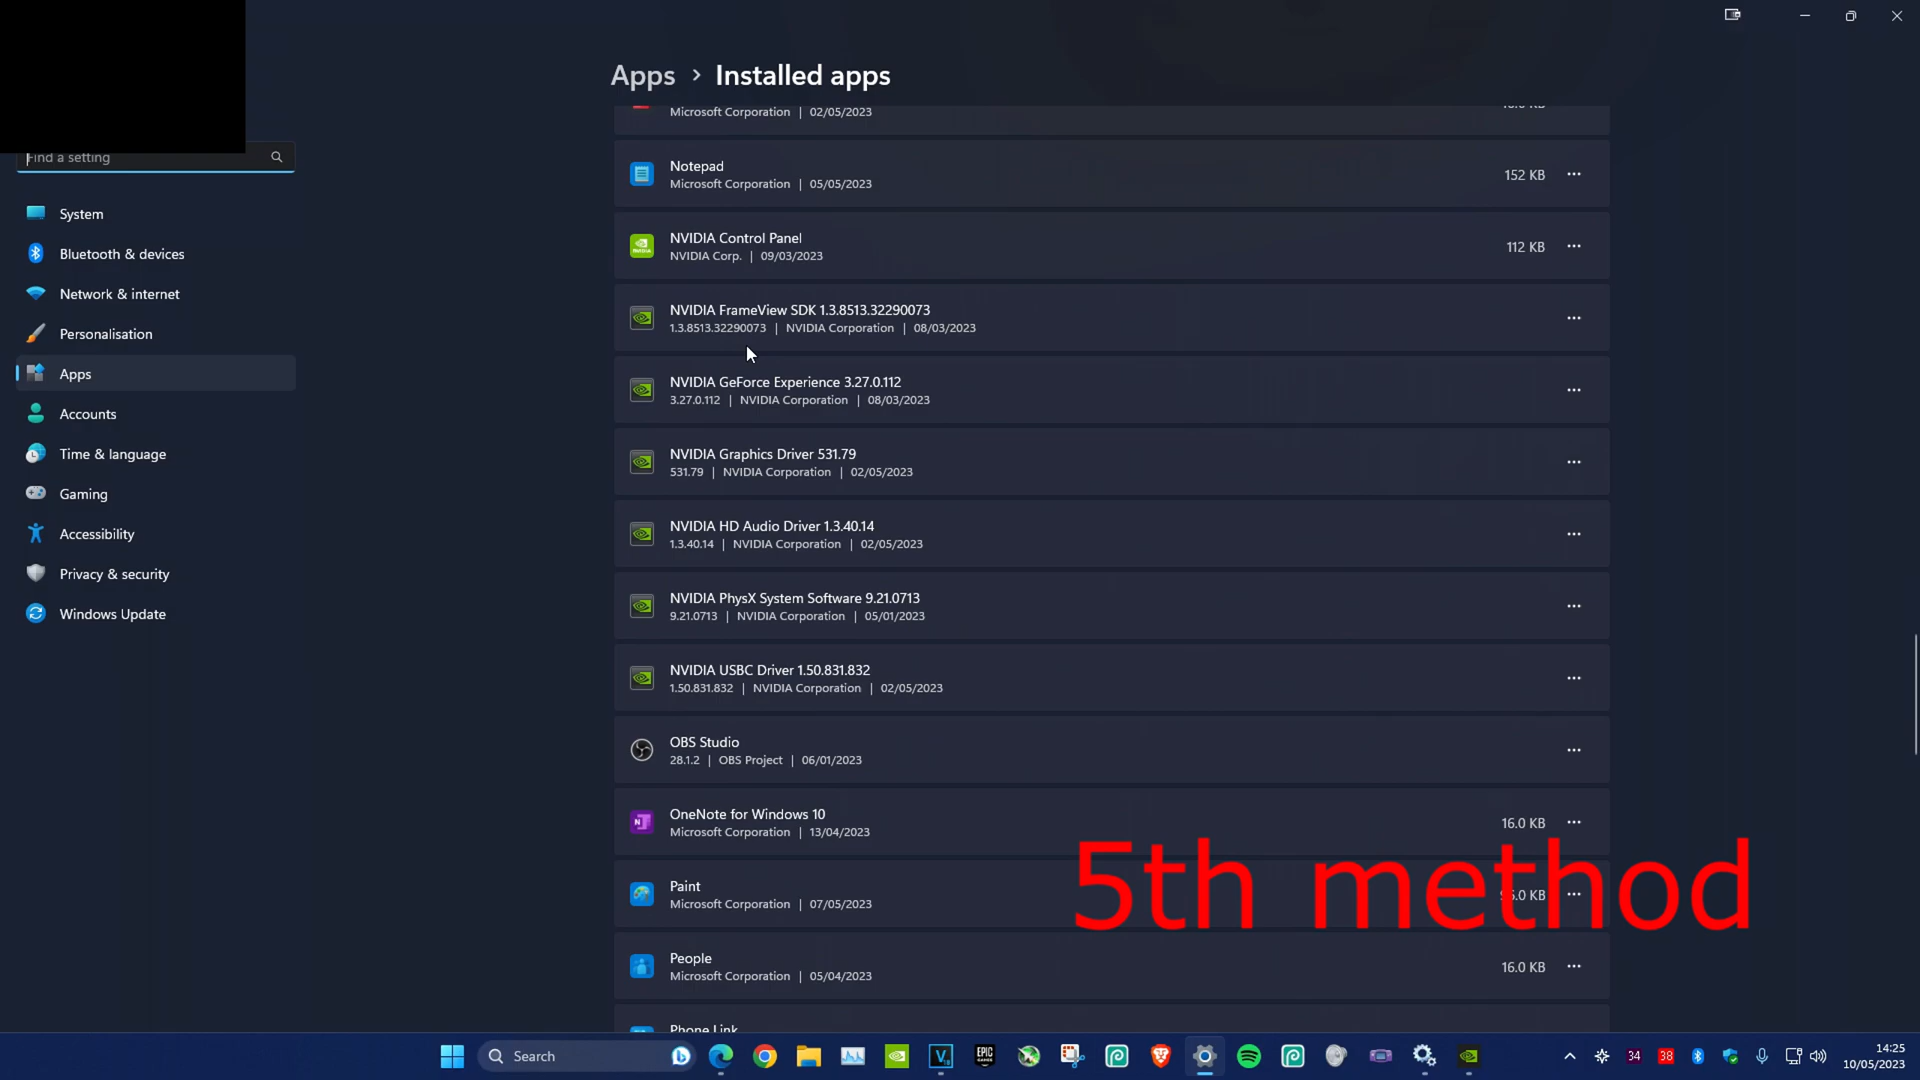 Apps > Installed apps
Find a setting
System
Bluetooth & devices
Network & internet
Personalisation
Apps
Accounts
Time & language
Gaming
Accessibility
Privacy & security
Windows Update
Microsoft Corporation | 02/05/2023
Notepad
Microsoft Corporation | 05/05/2023
152 KB
NVIDIA Control Panel
NVIDIA Corp. | 09/03/2023
112 KB
NVIDIA FrameView SDK 1.3.8513.32290073
1.3.8513.32290073 | NVIDIA Corporation | 08/03/2023
NVIDIA GeForce Experience 3.27.0.112
3.27.0.112 | NVIDIA Corporation | 08/03/2023
NVIDIA Graphics Driver 531.79
531.79 | NVIDIA Corporation | 02/05/2023
NVIDIA HD Audio Driver 1.3.40.14
1.3.40.14 | NVIDIA Corporation | 02/05/2023
NVIDIA PhysX System Software 9.21.0713
9.21.0713 | NVIDIA Corporation | 05/01/2023
NVIDIA USBC Driver 1.50.831.832
1.50.831.832 | NVIDIA Corporation | 02/05/2023
OBS Studio
28.1.2 | OBS Project | 06/01/2023
OneNote for Windows 10
Microsoft Corporation | 13/04/2023
16.0 KB
5th method
Paint
Microsoft Corporation | 07/05/2023
People
Microsoft Corporation | 05/04/2023
16.0 KB
Phone Link
Search
EPIC GAMES
34
38
14:25
10/05/2023